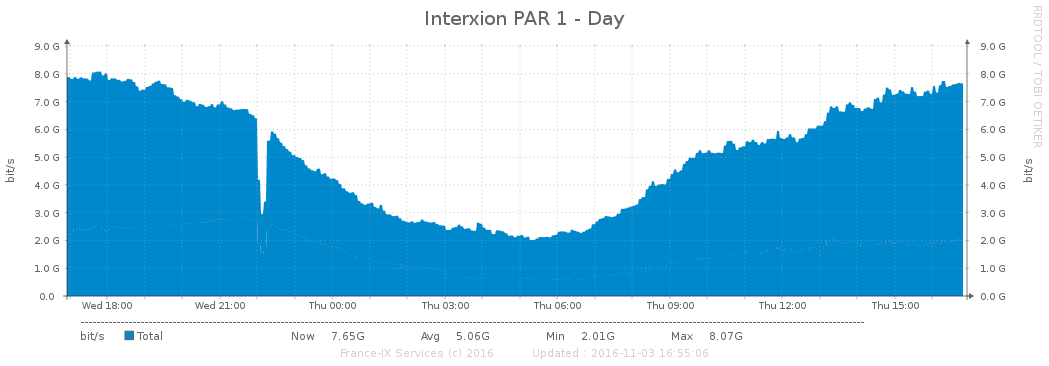 Interxion PAR 1 - Day
RRDTOOL / TOBI OETIKER
bit/s
9.0 G
8.0 G
7.0 G
6.0 G
5.0 G
4.0 G
3.0 G
2.0 G
1.0 G
0.0
9.0 G
8.0 G
7.0 G
6.0 G
5.0 G
4.0 G
3.0 G
2.0 G
1.0 G
0.0 G
bit/s
Wed 18:00 Wed 21:00 Thu 00:00 Thu 03:00 Thu 06:00 Thu 09:00 Thu 12:00 Thu 15:00
bit/s Total Now 7.65G Avg 5.06G Min 2.01G Max 8.07G
France-IX Services (c) 2016 Updated : 2016-11-03 16:55:06